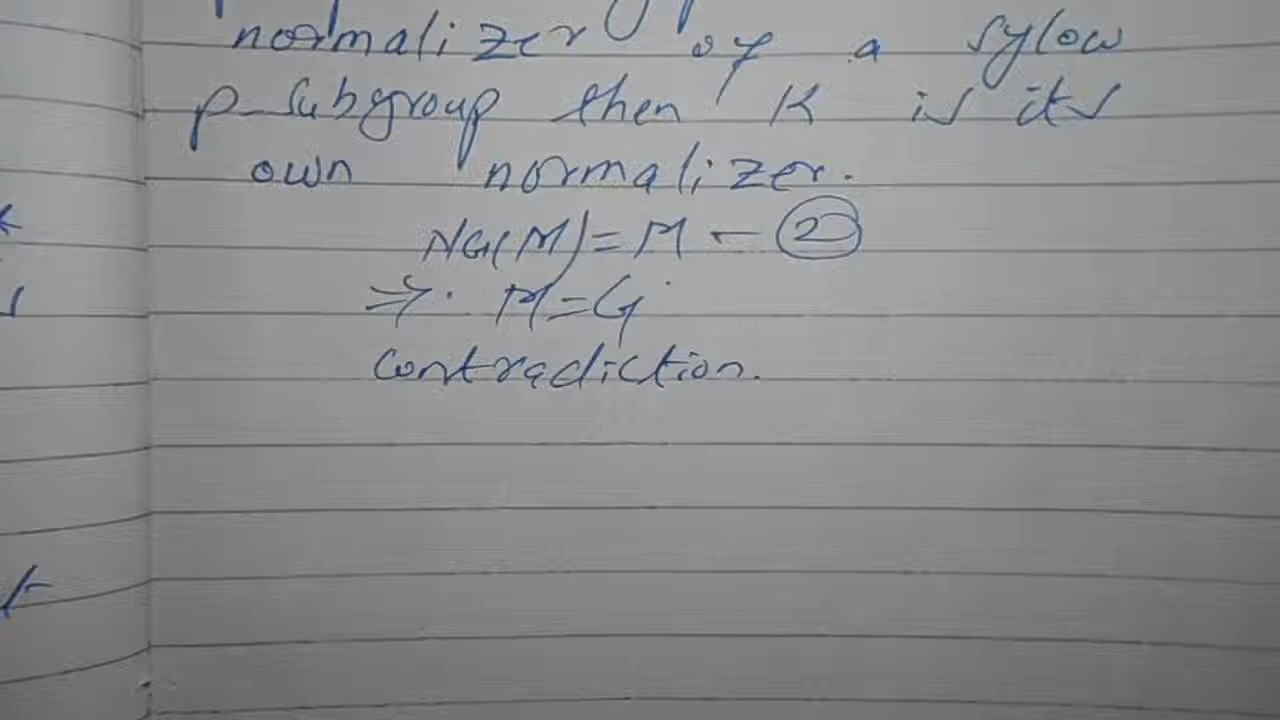 normalizer of a sylow
p-subgroup then K is its
own normalizer.
NG(M)=M - 2
⇒ M=G
contradiction.